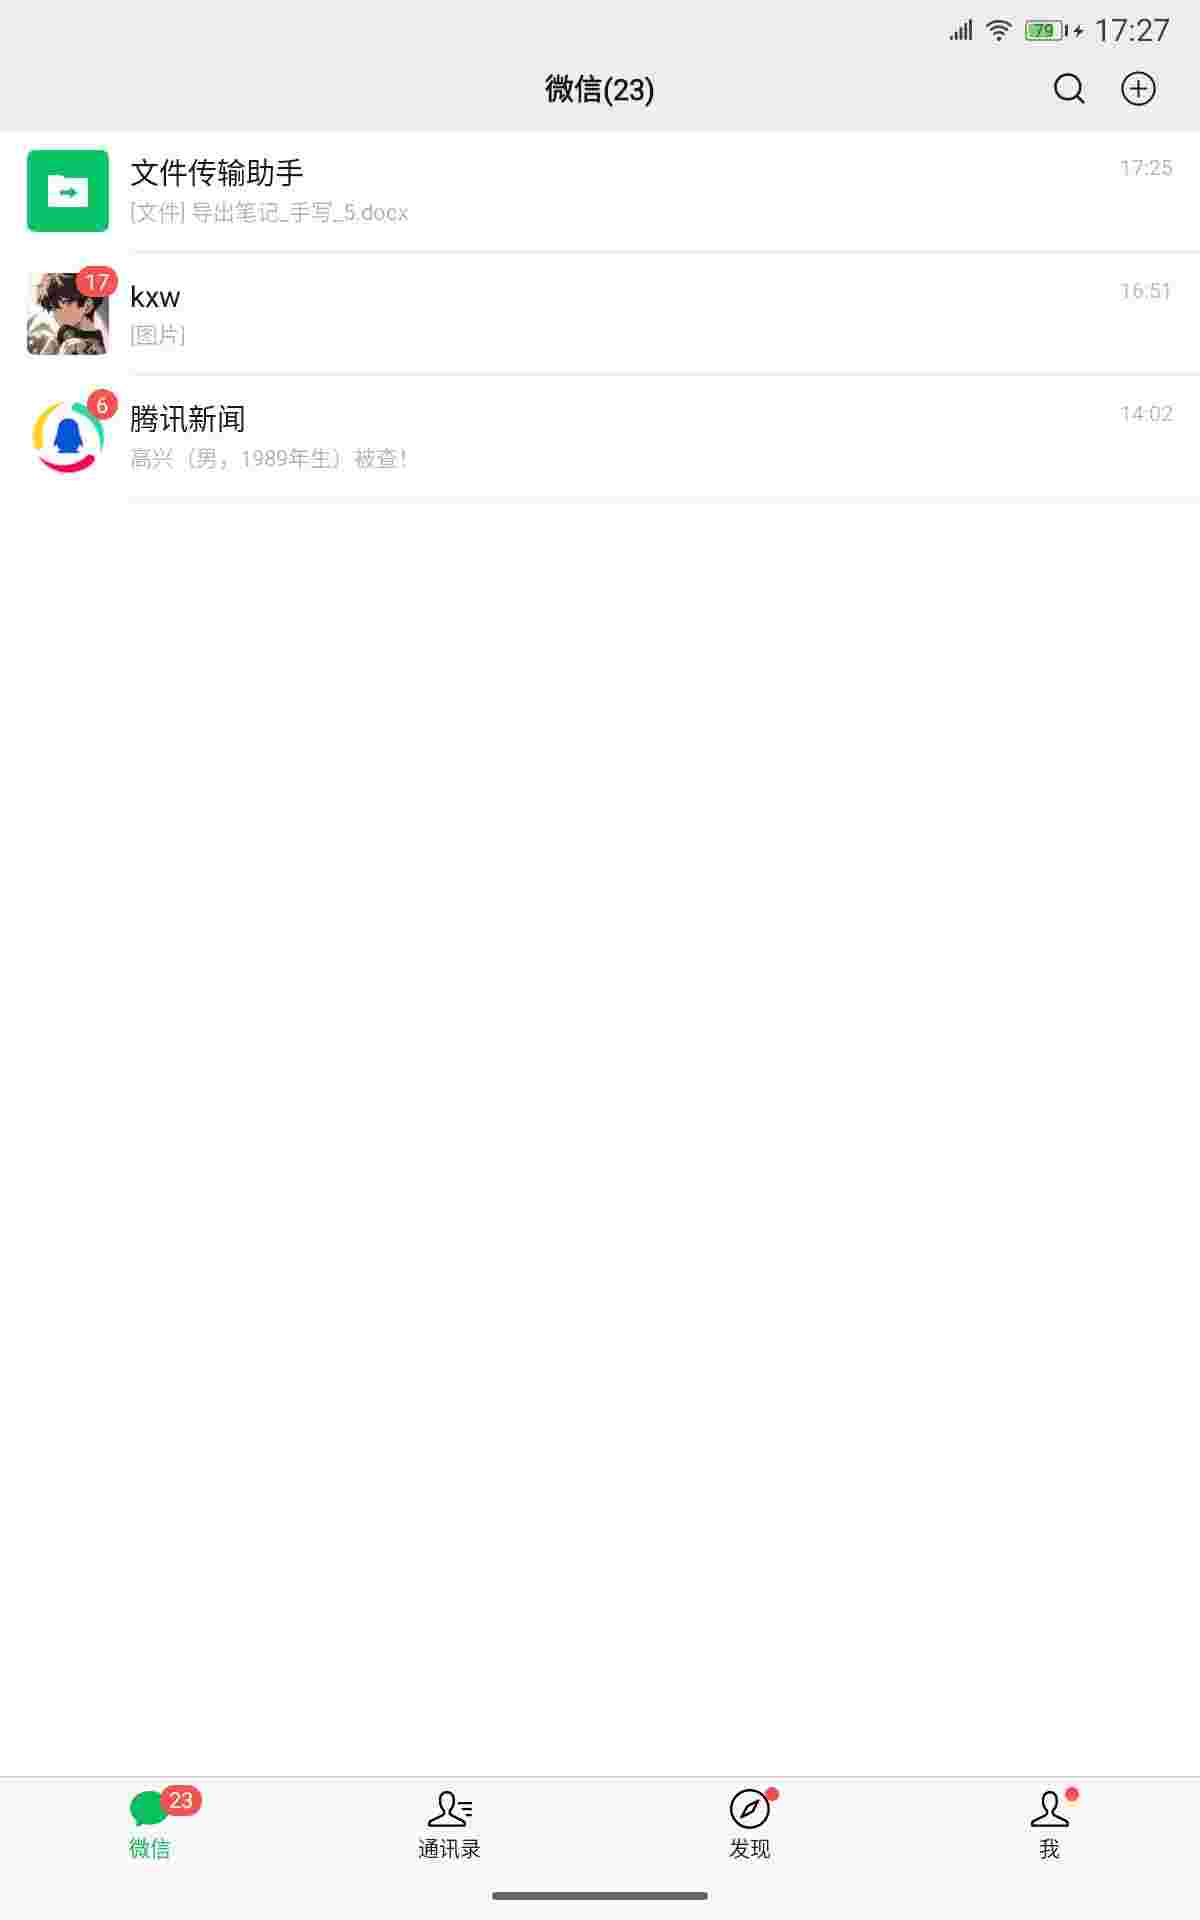 79 17:27
微信(23)
文件传输助手 17:25
[文件] 导出笔记_手写_5.docx
17
kxw 16:51
[图片]
6
腾讯新闻 14:02
高兴（男，1989年生）被查！
23
微信 通讯录 发现 我